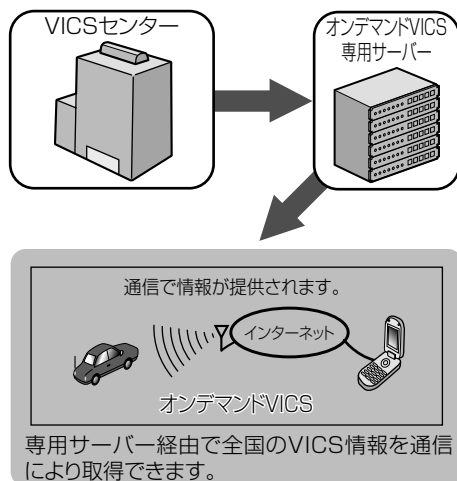 VICSセンター
オンデマンドVICS
専用サーバー
通信で情報が提供されます。
インターネット
オンデマンドVICS
専用サーバー経由で全国のVICS情報を通信
により取得できます。